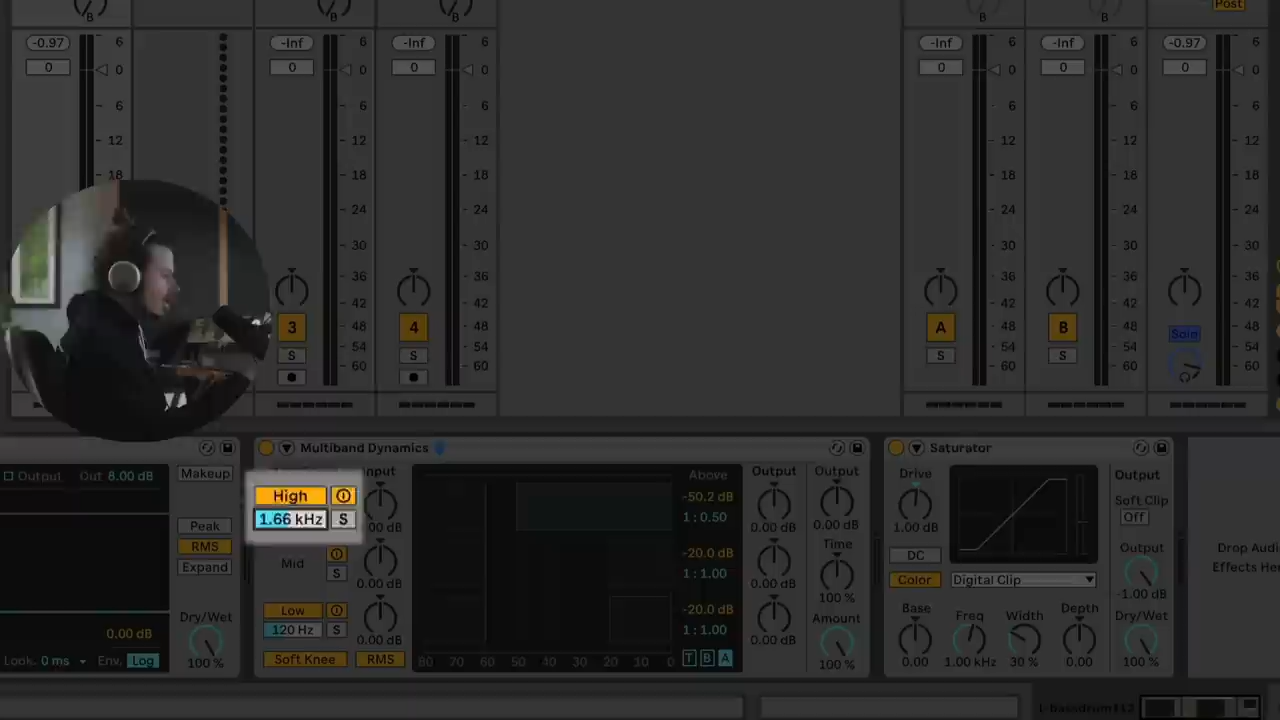 B B B B B Post
-0.97 6 -Inf 6 -Inf 6 -Inf 6 -Inf 6 -0.97 6
0 0 0 0 0 0 0 0 0 0 0 0
6 6 6 6 6 6
12 12 12 12 12 12
18 18 18 18 18 18
24 24 24 24 24
30 30 30 30 30
36 36 36 36 36
42 42 42 42 42
3 48 4 48 A 48 B 48 Solo 48
S 54 S 54 S 54 S 54 54
60 60 60 60 60
Output Out: 8.00 dB Makeup
Peak
RMS
Expand
Dry/Wet
0.00 dB
Look. 0 ms Env. Log 100 %
Multiband Dynamics
High
1.66 kHz S
Input
Mid
S 0.00 dB
Low
120 Hz S 0.00 dB
Soft Knee RMS
80 70 60 50 40 30 20 10 0
Above
-50.2 dB
1 : 0.50
-20.0 dB
1 : 1.00
-20.0 dB
1 : 1.00
T B A
Output
0.00 dB
0.00 dB
0.00 dB
Output
0.00 dB
Time
100 %
Amount
100 %
Saturator
Drive
1.00 dB
DC
Color Digital Clip
Base Freq Width Depth
0.00 1.00 kHz 30 % 0.00
Output
Soft Clip
Off
Output
-1.00 dB
Dry/Wet
100 %
Drop Audio
Effects He